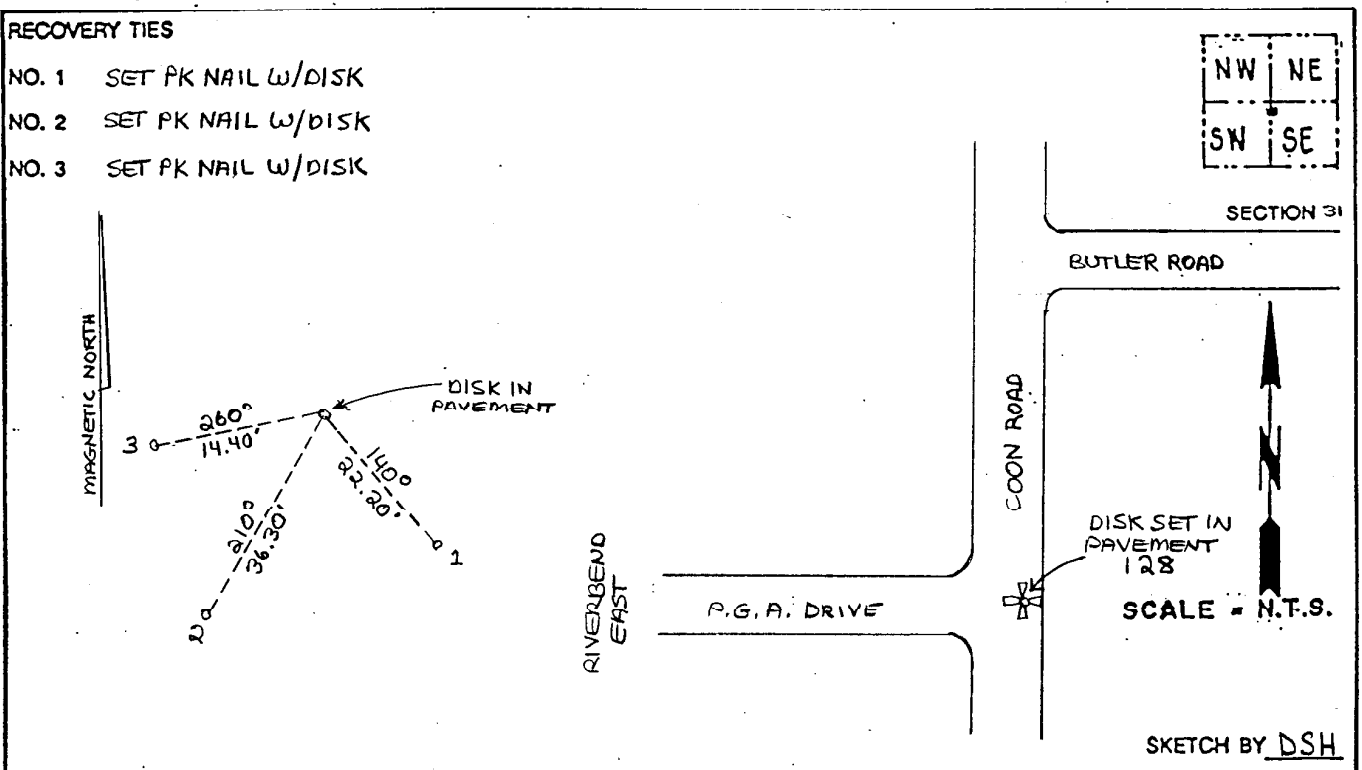 RECOVERY TIES
NO. 1 SET PK NAIL W/DISK
NO. 2 SET PK NAIL W/DISK
NO. 3 SET PK NAIL W/DISK
NW NE
SW SE
SECTION 31
BUTLER ROAD
MAGNETIC NORTH
DISK IN
PAVEMENT
3
260°
14.40'
140°
22.20'
210°
36.30'
1
2
COON ROAD
N
DISK SET IN
PAVEMENT
128
SCALE = N.T.S.
RIVERBEND
EAST
P.G.A. DRIVE
SKETCH BY DSH